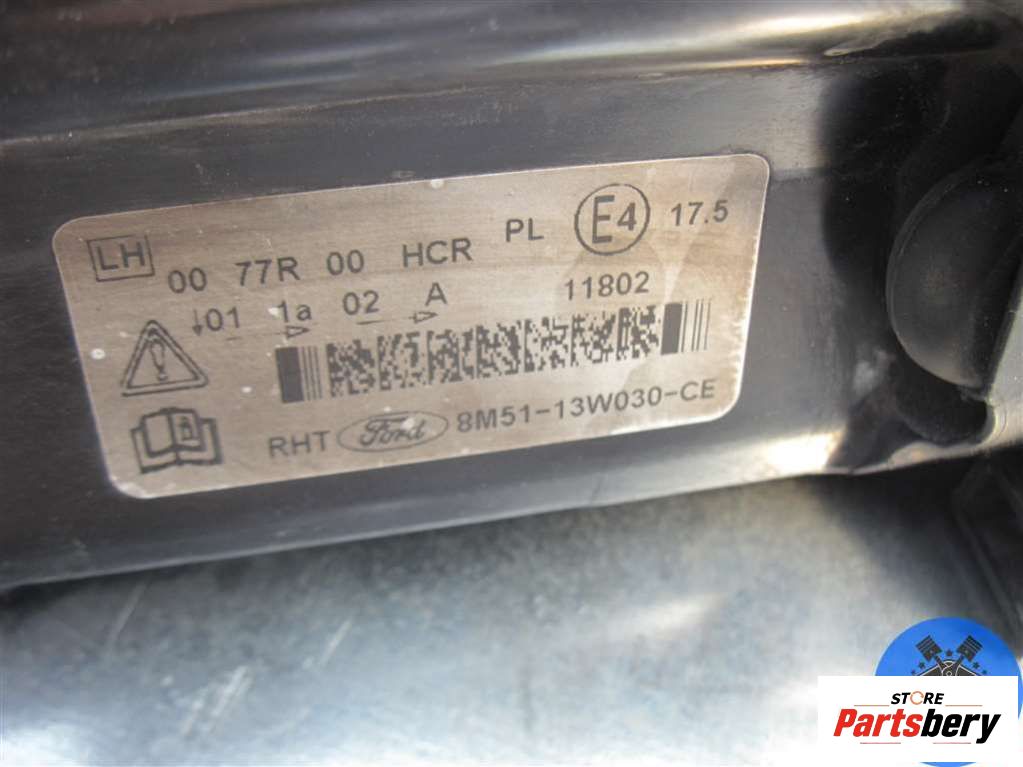 LH 00 77R 00 HCR PL E4 17.5
01 1a 02 A 11802
RHT Ford 8M51-13W030-CE
STORE
Partsbery